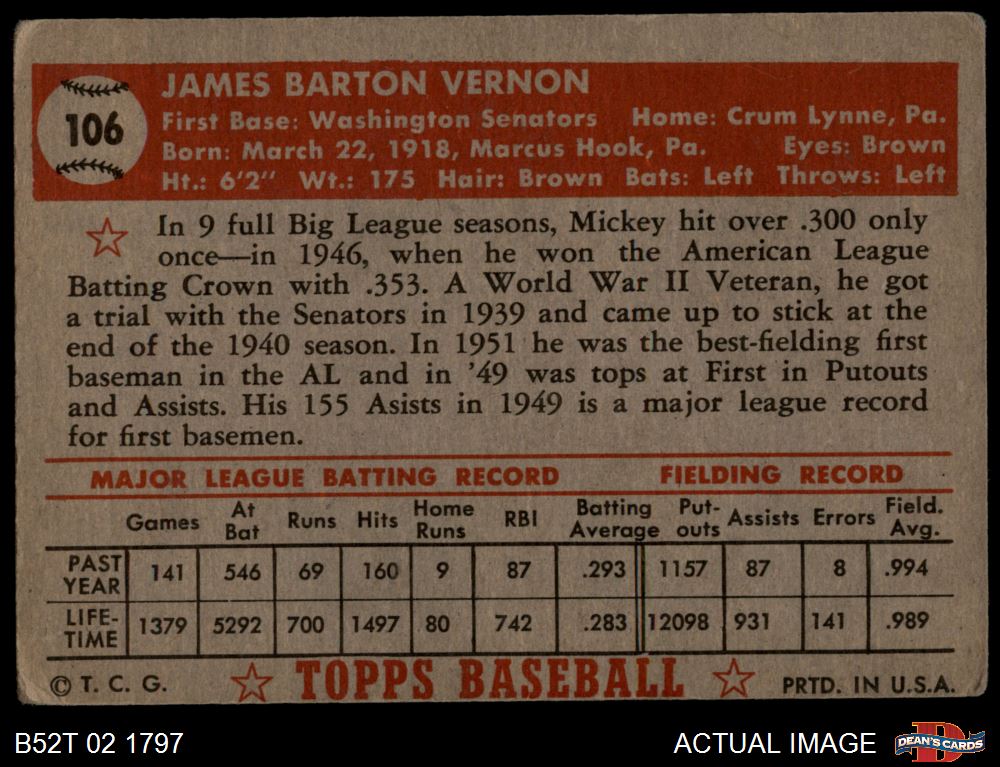 106
JAMES BARTON VERNON
First Base: Washington Senators Home: Crum Lynne, Pa.
Born: March 22, 1918, Marcus Hook, Pa. Eyes: Brown
Ht.: 6'2" Wt.: 175 Hair: Brown Bats: Left Throws: Left
In 9 full Big League seasons, Mickey hit over .300 only
once—in 1946, when he won the American League
Batting Crown with .353. A World War II Veteran, he got
a trial with the Senators in 1939 and came up to stick at the
end of the 1940 season. In 1951 he was the best-fielding first
baseman in the AL and in '49 was tops at First in Putouts
and Assists. His 155 Asists in 1949 is a major league record
for first basemen.
MAJOR LEAGUE BATTING RECORD FIELDING RECORD
Games At Bat Runs Hits Home Runs RBI Batting Average Put-outs Assists Errors Field. Avg.
PAST YEAR 141 546 69 160 9 87 .293 1157 87 8 .994
LIFE-TIME 1379 5292 700 1497 80 742 .283 12098 931 141 .989
© T. C. G. TOPPS BASEBALL PRTD. IN U.S.A.
B52T 02 1797 ACTUAL IMAGE D DEAN'S CARDS